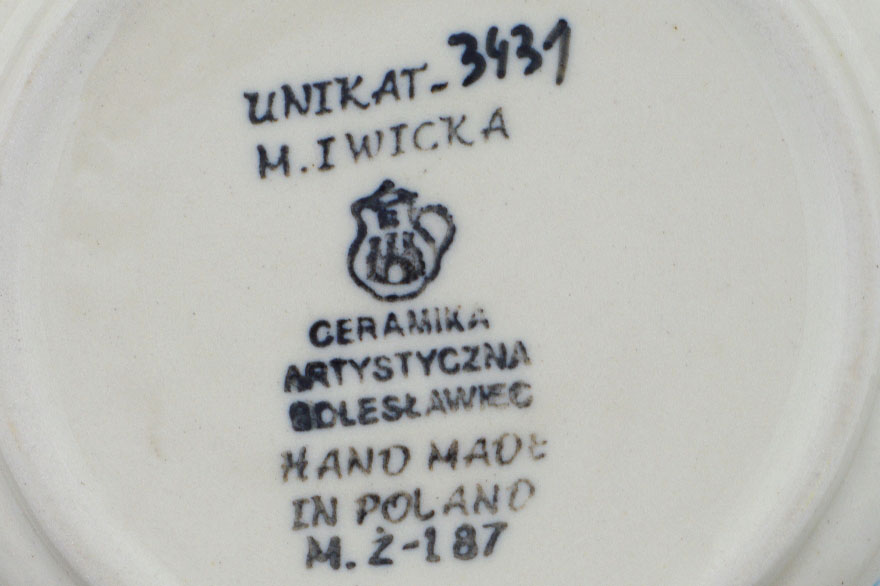 UNIKAT-3431
M. IWICKA
CERAMIKA
ARTYSTYCZNA
BOLESŁAWIEC
HAND MADE
IN POLAND
M.Ż-187